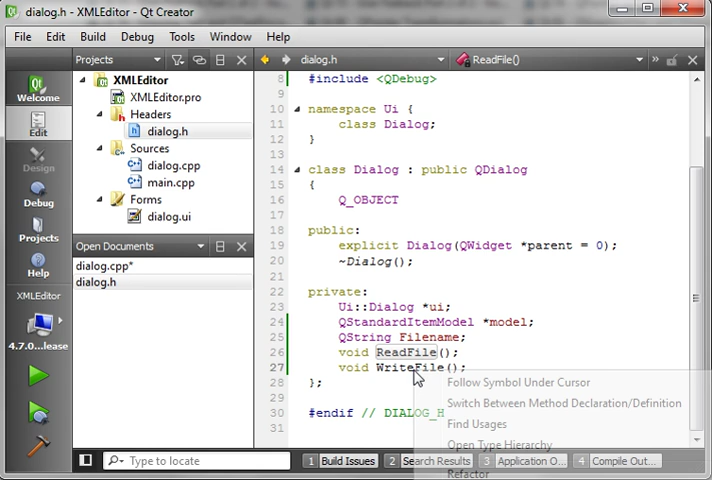 dialog.h - XMLEditor - Qt Creator
File Edit Build Debug Tools Window Help
Projects
dialog.h
ReadFile()
Welcome
Edit
Design
Debug
Projects
Help
XMLEditor
4.7.0...lease
XMLEditor
XMLEditor.pro
Headers
dialog.h
Sources
dialog.cpp
main.cpp
Forms
dialog.ui
Open Documents
dialog.cpp*
dialog.h
8 #include <QDebug>
9
10 namespace Ui {
11 class Dialog;
12 }
13
14 class Dialog : public QDialog
15 {
16 Q_OBJECT
17
18 public:
19 explicit Dialog(QWidget *parent = 0);
20 ~Dialog();
21
22 private:
23 Ui::Dialog *ui;
24 QStandardItemModel *model;
25 QString Filename;
26 void ReadFile();
27 void WriteFile();
28 };
29
30 #endif // DIALOG_H
Follow Symbol Under Cursor
Switch Between Method Declaration/Definition
Find Usages
Open Type Hierarchy
Refactor
Type to locate
1 Build Issues
2 Search Results
3 Application O...
4 Compile Out...